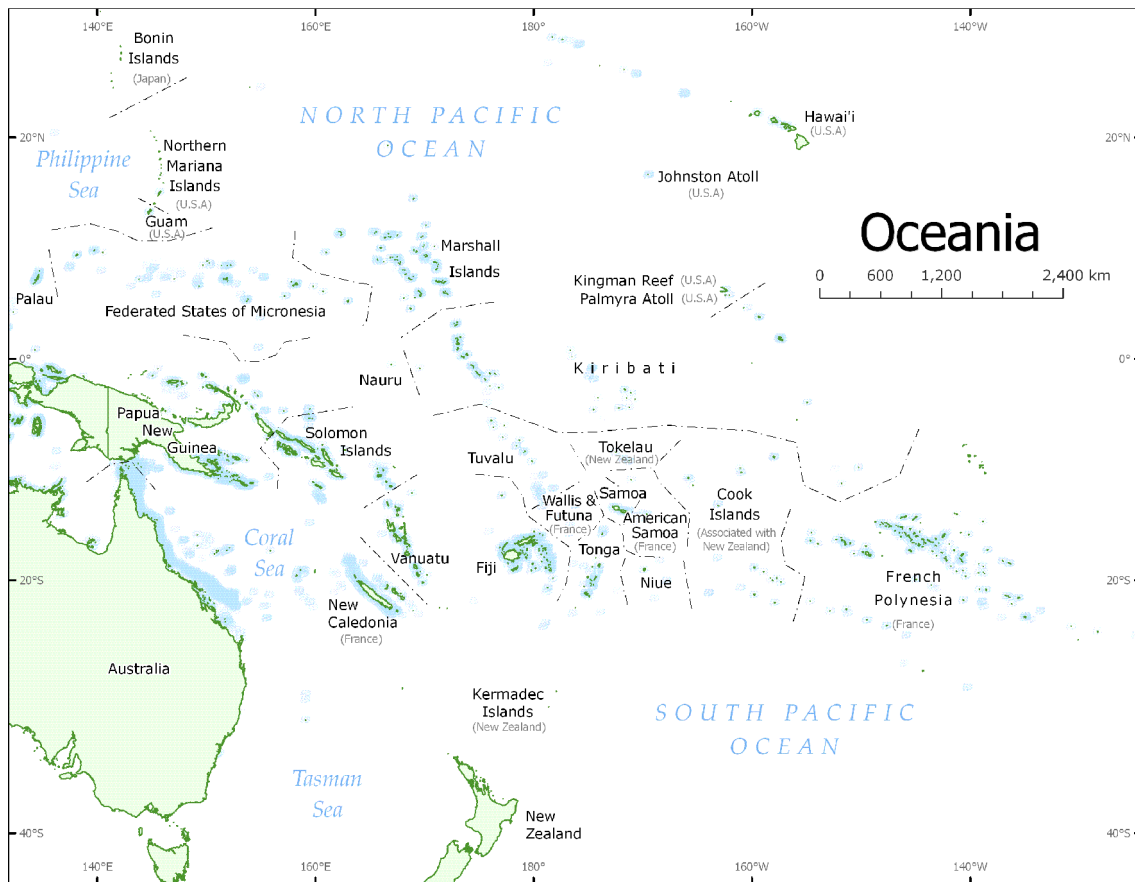 140°E
160°E
180°
160°W
140°W
Bonin
Islands
(Japan)
NORTH PACIFIC
OCEAN
Hawai'i
(U.S.A)
20°N
20°N
Philippine
Sea
Northern
Mariana
Islands
(U.S.A)
Guam
(U.S.A)
Johnston Atoll
(U.S.A)
Oceania
0
600
1,200
2,400 km
Marshall
Islands
Kingman Reef (U.S.A)
Palmyra Atoll (U.S.A)
Palau
Federated States of Micronesia
0°
0°
Nauru
Kiribati
Papua
New
Guinea
Solomon
Islands
Tuvalu
Tokelau
(New Zealand)
Wallis &
Futuna
(France)
Samoa
American
Samoa
(France)
Cook
Islands
(Associated with
New Zealand)
Coral
Sea
Vanuatu
Fiji
Tonga
Niue
French
Polynesia
(France)
20°S
20°S
New
Caledonia
(France)
Australia
Kermadec
Islands
(New Zealand)
SOUTH PACIFIC
OCEAN
Tasman
Sea
New
Zealand
40°S
40°S
140°E
160°E
180°
160°W
140°W